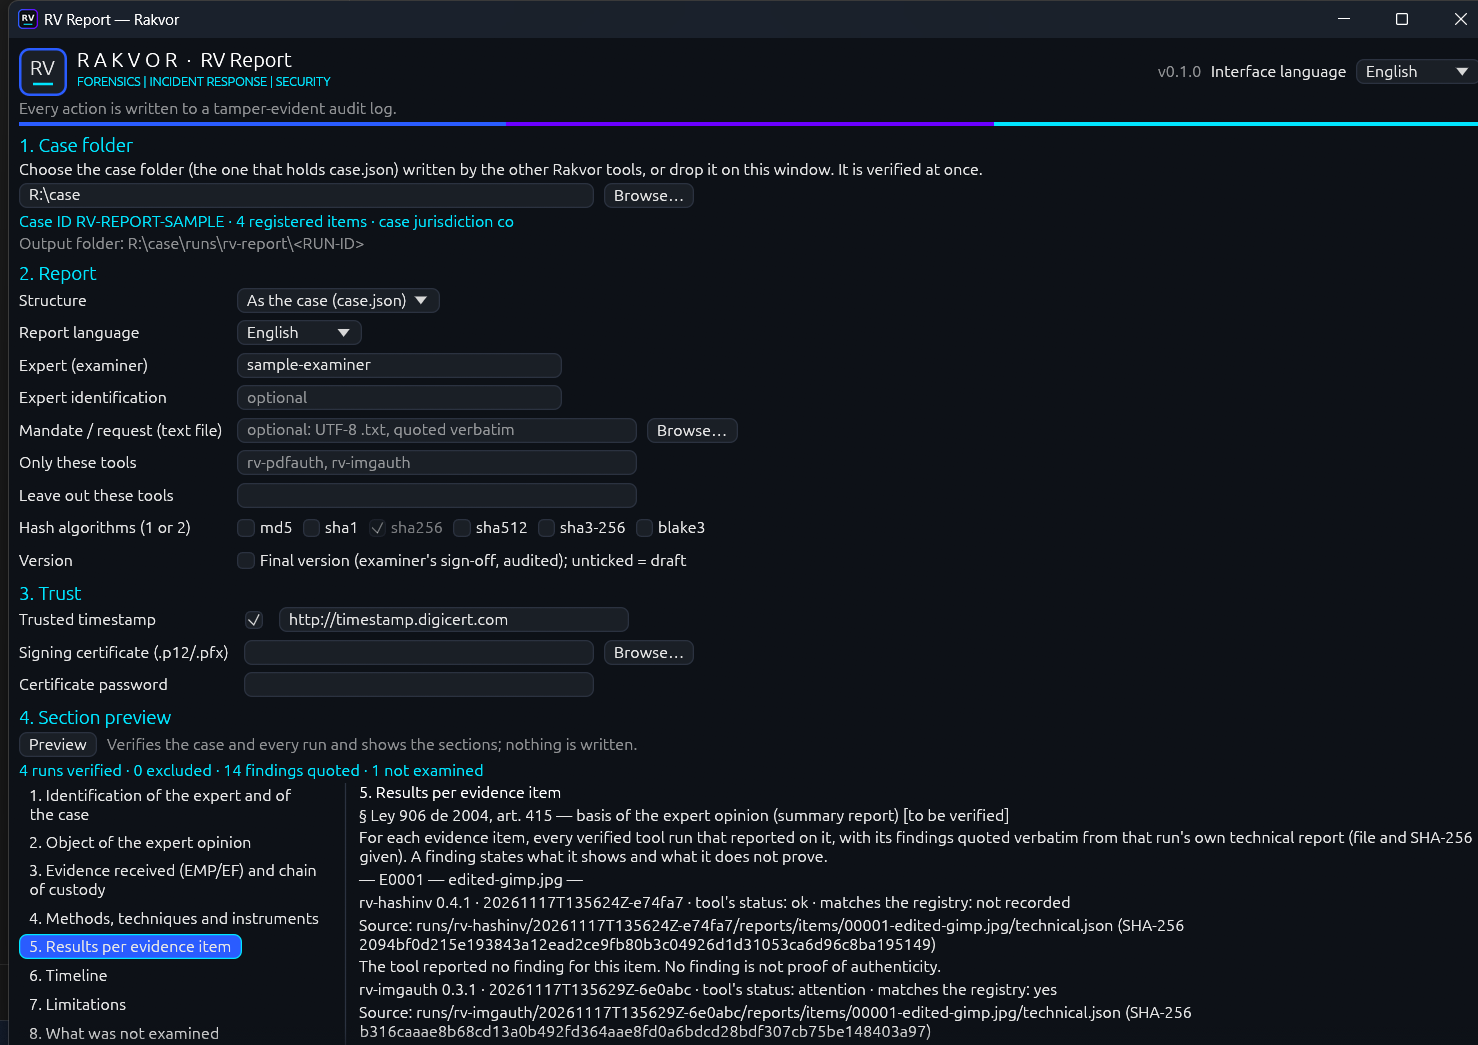 RV RV Report — Rakvor
RV RAKVOR · RV Report
FORENSICS | INCIDENT RESPONSE | SECURITY
v0.1.0 Interface language English
Every action is written to a tamper-evident audit log.
1. Case folder
Choose the case folder (the one that holds case.json) written by the other Rakvor tools, or drop it on this window. It is verified at once.
R:\case Browse…
Case ID RV-REPORT-SAMPLE · 4 registered items · case jurisdiction co
Output folder: R:\case\runs\rv-report\<RUN-ID>
2. Report
Structure As the case (case.json)
Report language English
Expert (examiner) sample-examiner
Expert identification optional
Mandate / request (text file) optional: UTF-8 .txt, quoted verbatim Browse…
Only these tools rv-pdfauth, rv-imgauth
Leave out these tools
Hash algorithms (1 or 2) md5 sha1 sha256 sha512 sha3-256 blake3
Version Final version (examiner's sign-off, audited); unticked = draft
3. Trust
Trusted timestamp http://timestamp.digicert.com
Signing certificate (.p12/.pfx) Browse…
Certificate password
4. Section preview
Preview Verifies the case and every run and shows the sections; nothing is written.
4 runs verified · 0 excluded · 14 findings quoted · 1 not examined
1. Identification of the expert and of
the case
2. Object of the expert opinion
3. Evidence received (EMP/EF) and chain
of custody
4. Methods, techniques and instruments
5. Results per evidence item
6. Timeline
7. Limitations
8. What was not examined
5. Results per evidence item
§ Ley 906 de 2004, art. 415 — basis of the expert opinion (summary report) [to be verified]
For each evidence item, every verified tool run that reported on it, with its findings quoted verbatim from that run's own technical report (file and SHA-256
given). A finding states what it shows and what it does not prove.
— E0001 — edited-gimp.jpg —
rv-hashinv 0.4.1 · 20261117T135624Z-e74fa7 · tool's status: ok · matches the registry: not recorded
Source: runs/rv-hashinv/20261117T135624Z-e74fa7/reports/items/00001-edited-gimp.jpg/technical.json (SHA-256
2094bf0d215e193843a12ead2ce9fb80b3c04926d1d31053ca6d96c8ba195149)
The tool reported no finding for this item. No finding is not proof of authenticity.
rv-imgauth 0.3.1 · 20261117T135629Z-6e0abc · tool's status: attention · matches the registry: yes
Source: runs/rv-imgauth/20261117T135629Z-6e0abc/reports/items/00001-edited-gimp.jpg/technical.json (SHA-256
b316caaae8b68cd13a0b492fd364aae8fd0a6bdcd28bdf307cb75be148403a97)